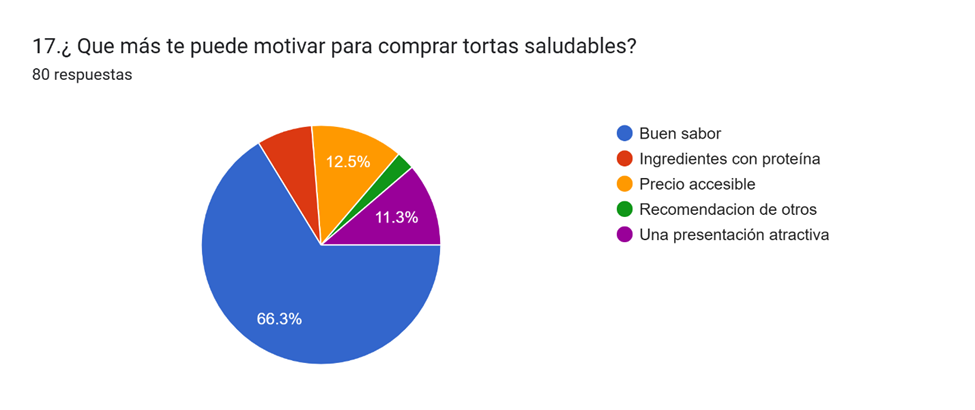 17.¿ Que más te puede motivar para comprar tortas saludables?
80 respuestas
12.5%
11.3%
66.3%
Buen sabor
Ingredientes con proteína
Precio accesible
Recomendacion de otros
Una presentación atractiva